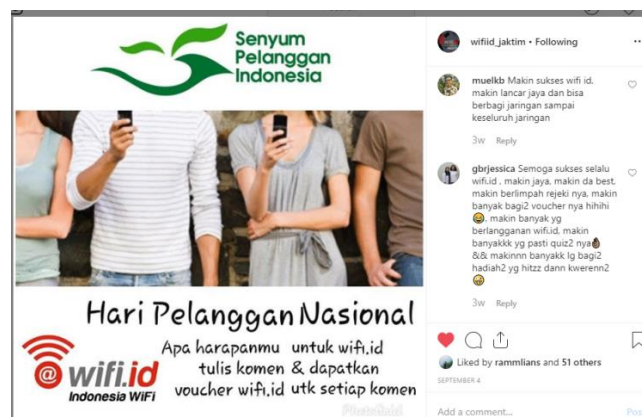 Senyum
Pelanggan
Indonesia
Hari Pelanggan Nasional
Apa harapanmu untuk wifi.id
tulis komen & dapatkan
voucher wifi.id utk setiap komen
@wifi.id
Indonesia WiFi
wifiid_jaktim • Following
muelkb Makin sukses wifi id,
makin lancar jaya dan bisa
berbagi jaringan sampai
keseluruh jaringan
3w Reply
gbrjessica Semoga sukses selalu
wifi.id , makin jaya, makin da best,
makin berlimpah rejeki nya, makin
banyak bagi2 voucher nya hihihi
😂, makin banyak yg
berlangganan wifi.id, makin
banyakkk yg pasti quiz2 nya👌🏿
&& makinnn banyakk lg bagi2
hadiah2 yg hitzz dann kwerenn2
😀
3w Reply
Liked by rammlians and 51 others
SEPTEMBER 4
Add a comment...
Post